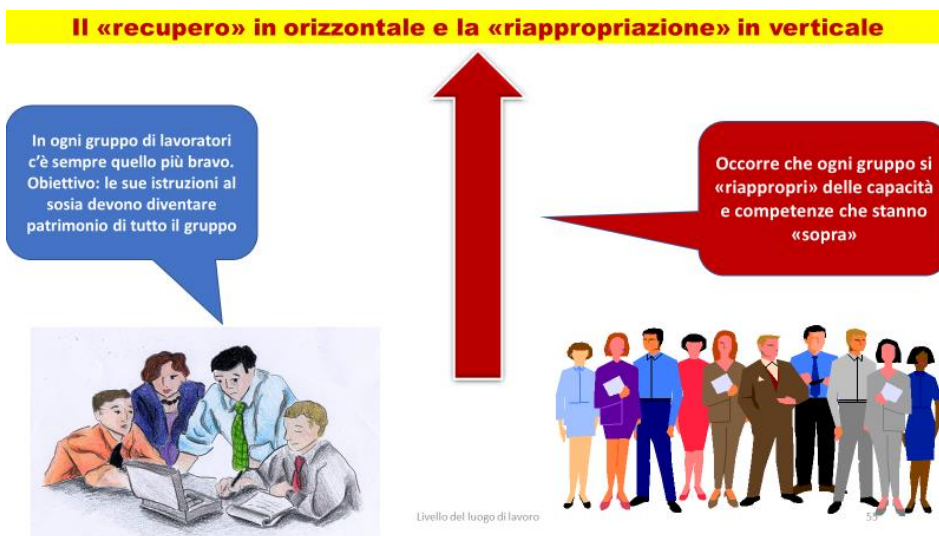 Il «recupero» in orizzontale e la «riappropriazione» in verticale
In ogni gruppo di lavoratori
c'è sempre quello più bravo.
Obiettivo: le sue istruzioni al
sosia devono diventare
patrimonio di tutto il gruppo
Occorre che ogni gruppo si
«riappropri» delle capacità
e competenze che stanno
«sopra»
Livello del luogo di lavoro